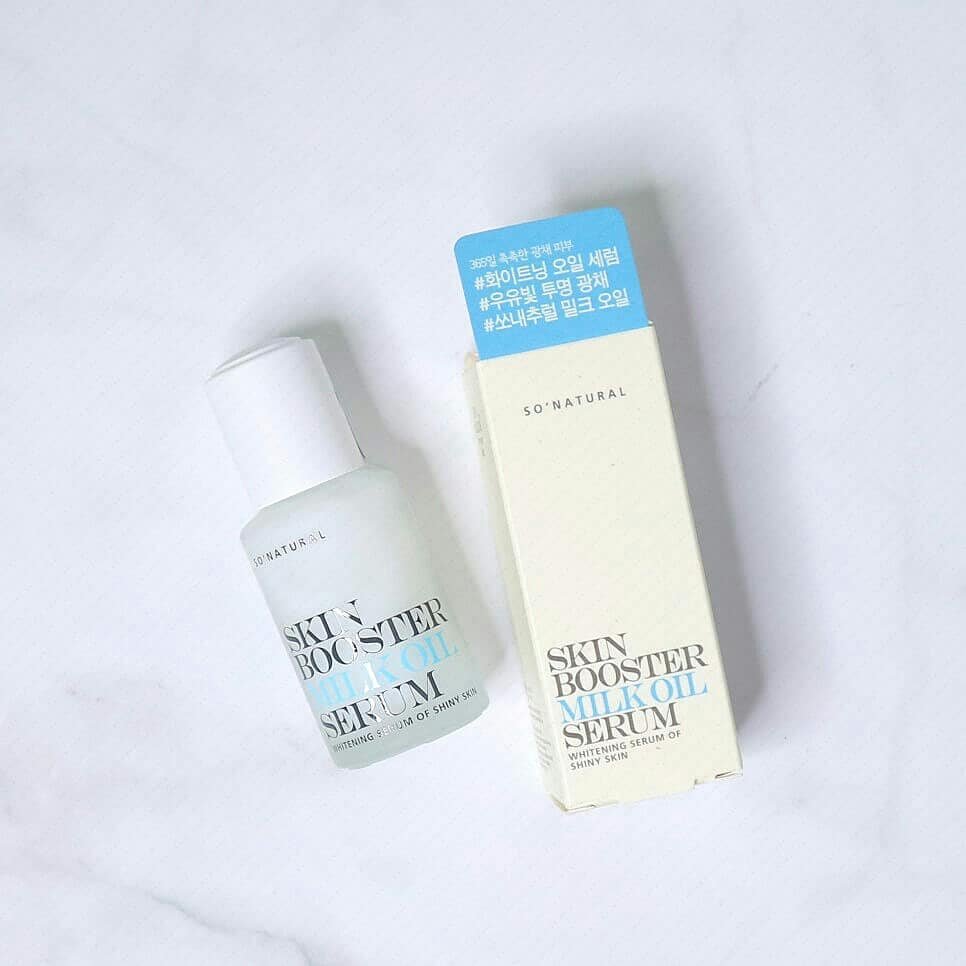 SO'NATURAL
SKIN
BOOSTER
MILK OIL
SERUM
WHITENING SERUM OF SHINY SKIN
365일 촉촉한 광채 피부
#화이트닝 오일 세럼
#우유빛 투명 광채
#쏘내추럴 밀크 오일
SO'NATURAL
SKIN
BOOSTER
MILK OIL
SERUM
WHITENING SERUM OF
SHINY SKIN